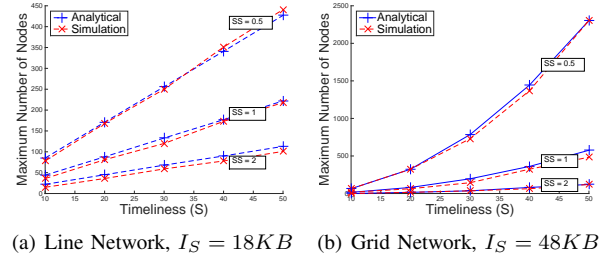 Maximum Number of Nodes
450
400
350
300
250
200
150
100
50
0
Analytical
Simulation
SS = 0.5
SS = 1
SS = 2
10 20 30 40 50
Timeliness (S)
(a) Line Network, I_S = 18KB
Maximum Number of Nodes
2500
2000
1500
1000
500
Analytical
Simulation
SS = 0.5
SS = 1
SS = 2
10 20 30 40 50
Timeliness (S)
(b) Grid Network, I_S = 48KB